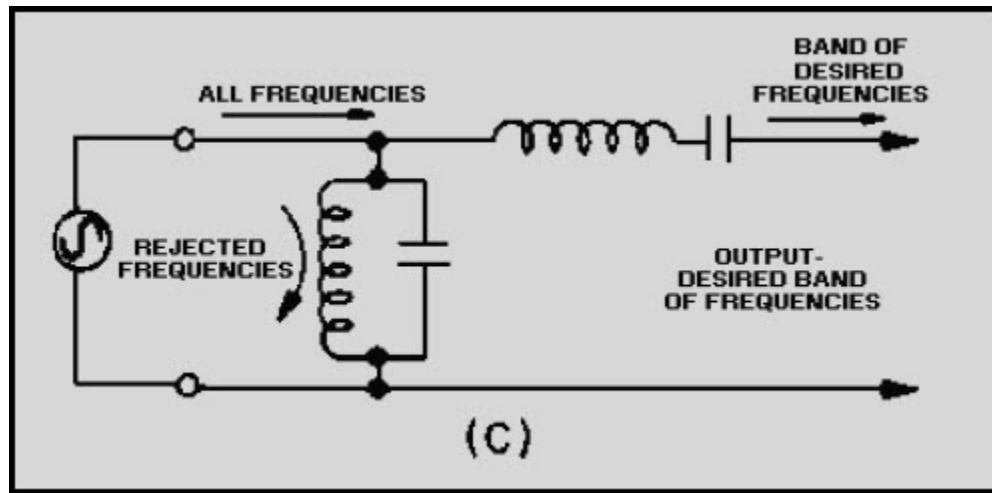 BAND OF
DESIRED
FREQUENCIES
ALL FREQUENCIES
REJECTED
FREQUENCIES
OUTPUT-
DESIRED BAND
OF FREQUENCIES
(C)